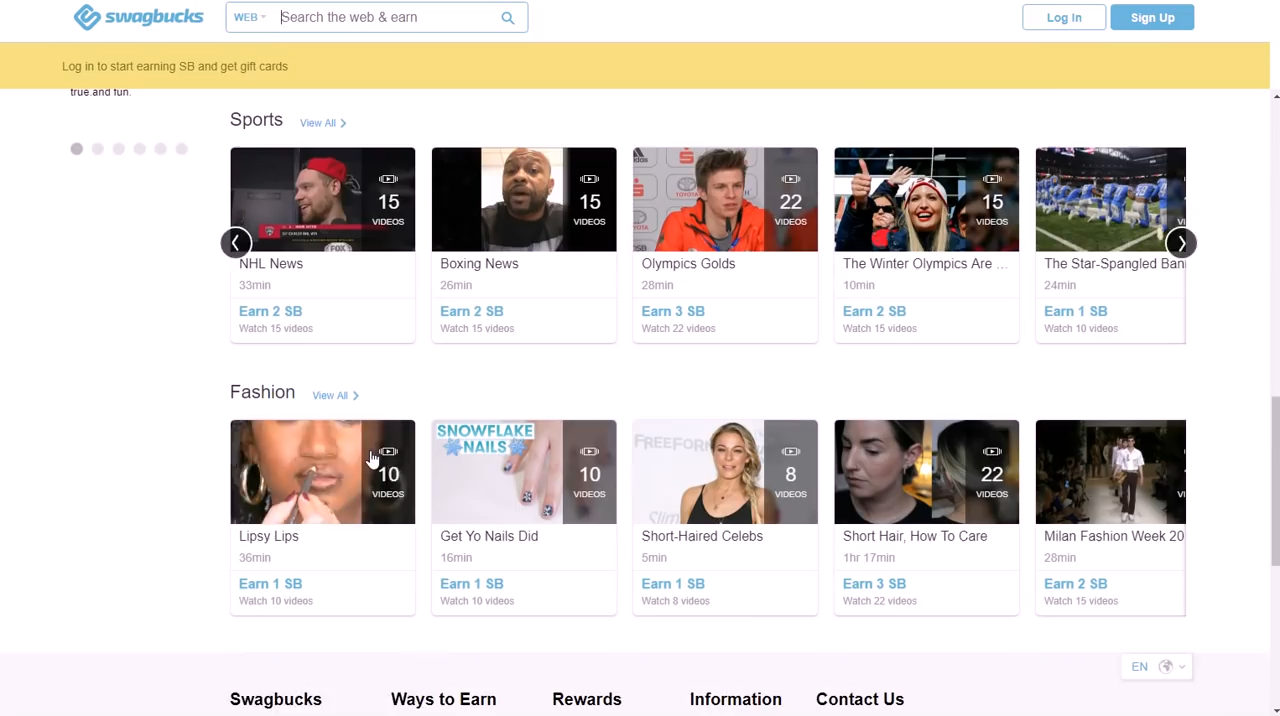 swagbucks
WEB
Search the web & earn
Log In
Sign Up
Log in to start earning SB and get gift cards
true.and fun.
Sports
View All
15
VIDEOS
15
VIDEOS
22
VIDEOS
15
VIDEOS
NHL News
Boxing News
Olympics Golds
The Winter Olympics Are ...
The Star-Spangled Ban
33min
26min
28min
10min
24min
Earn 2 SB
Earn 2 SB
Earn 3 SB
Earn 2 SB
Earn 1 SB
Watch 15 videos
Watch 15 videos
Watch 22 videos
Watch 15 videos
Watch 10 videos
Fashion
View All
10
VIDEOS
SNOWFLAKE
NAILS
10
VIDEOS
8
VIDEOS
22
VIDEOS
Lipsy Lips
Get Yo Nails Did
Short-Haired Celebs
Short Hair, How To Care
Milan Fashion Week 20
36min
16min
5min
1hr 17min
28min
Earn 1 SB
Earn 1 SB
Earn 1 SB
Earn 3 SB
Earn 2 SB
Watch 10 videos
Watch 10 videos
Watch 8 videos
Watch 22 videos
Watch 15 videos
EN
Swagbucks
Ways to Earn
Rewards
Information
Contact Us